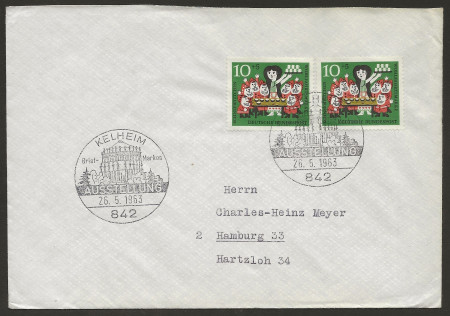 10 10
KELHEIM
Brief- Marken
AUSSTELLUNG
26.5.1963
842
AUSSTELLUNG
26.5.1963
842
Herrn
Charles-Heinz Meyer
2 Hamburg 33
Hartzloh 34